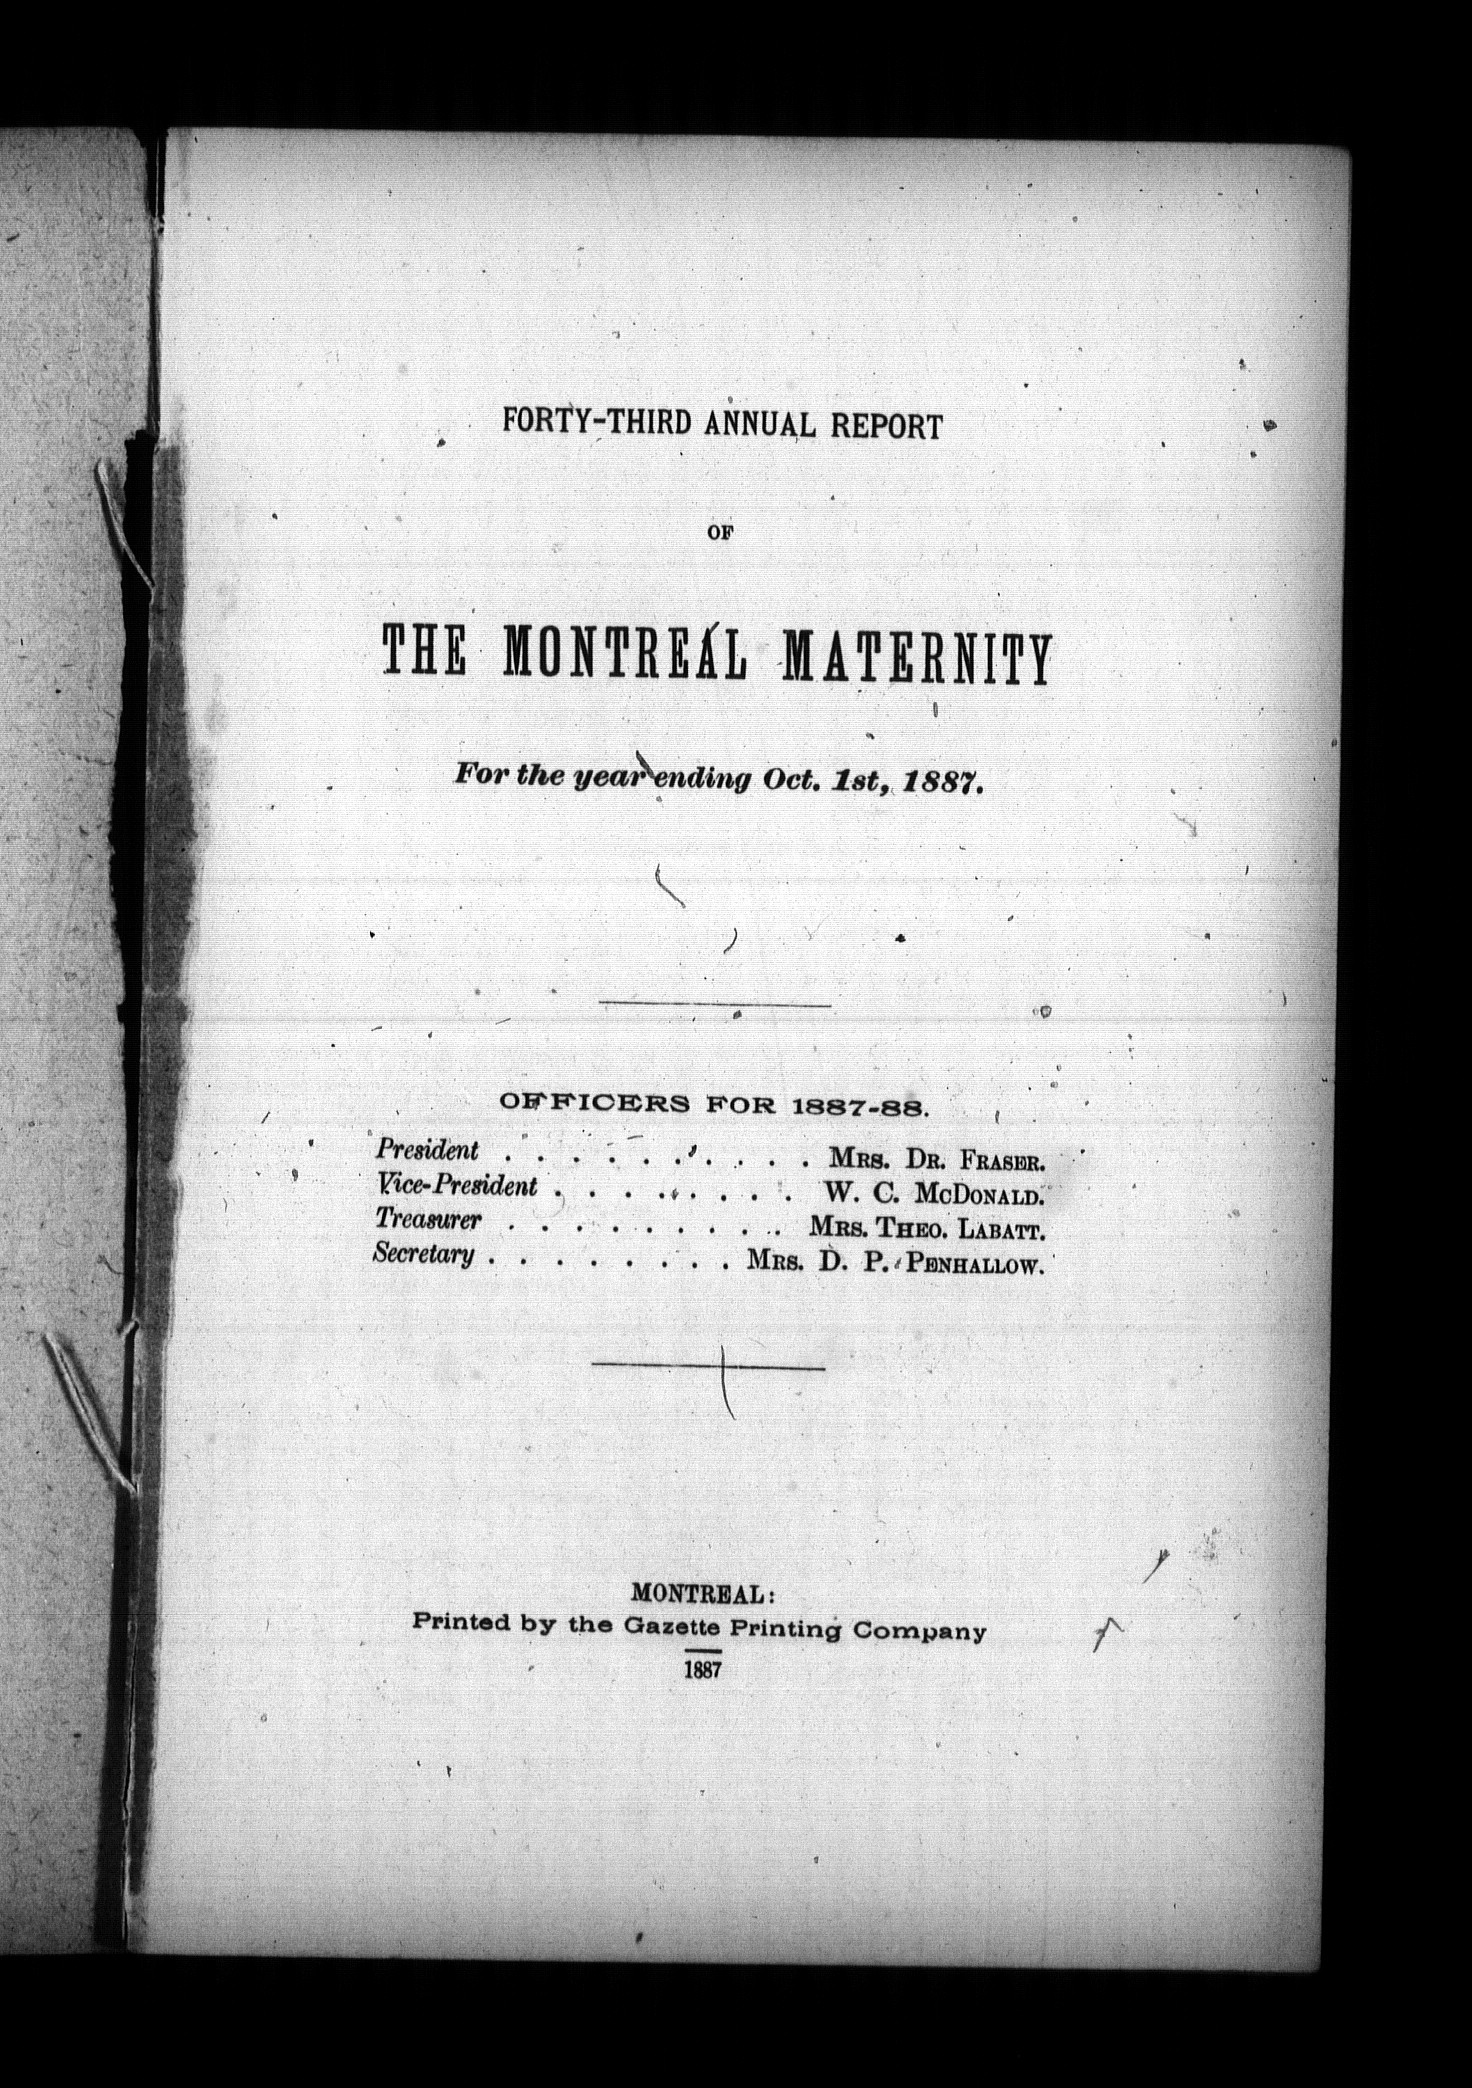 FORTY-THIRD ANNUAL REPORT
OF
THE MONTREAL MATERNITY
For the year ending Oct. 1st, 1887.
OFFICERS FOR 1887-88.
President . . . . . . . . . . MRS. DR. FRASER.
Vice-President . . . . . . . . W. C. MCDONALD.
Treasurer . . . . . . . . . MRS. THEO. LABATT.
Secretary . . . . . . . . MRS. D. P. PENHALLOW.
MONTREAL:
Printed by the Gazette Printing Company
1887